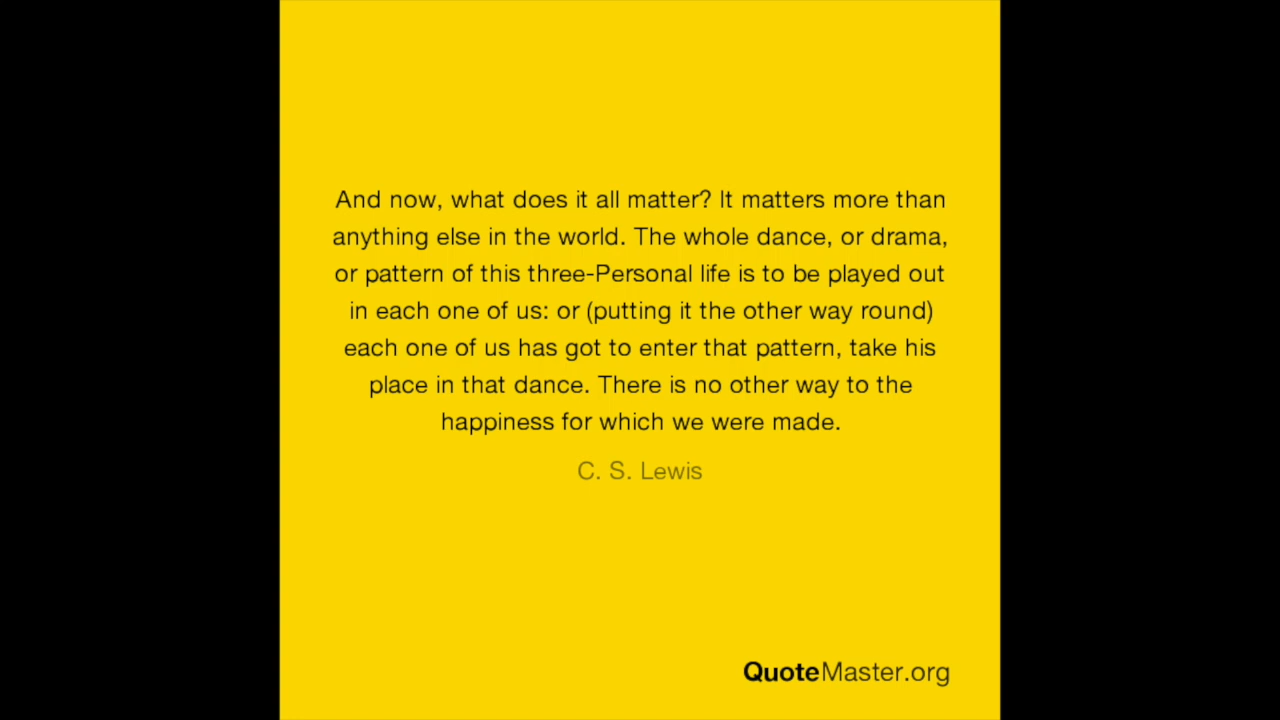 And now, what does it all matter? It matters more than
anything else in the world. The whole dance, or drama,
or pattern of this three-Personal life is to be played out
in each one of us: or (putting it the other way round)
each one of us has got to enter that pattern, take his
place in that dance. There is no other way to the
happiness for which we were made.
C. S. Lewis
QuoteMaster.org